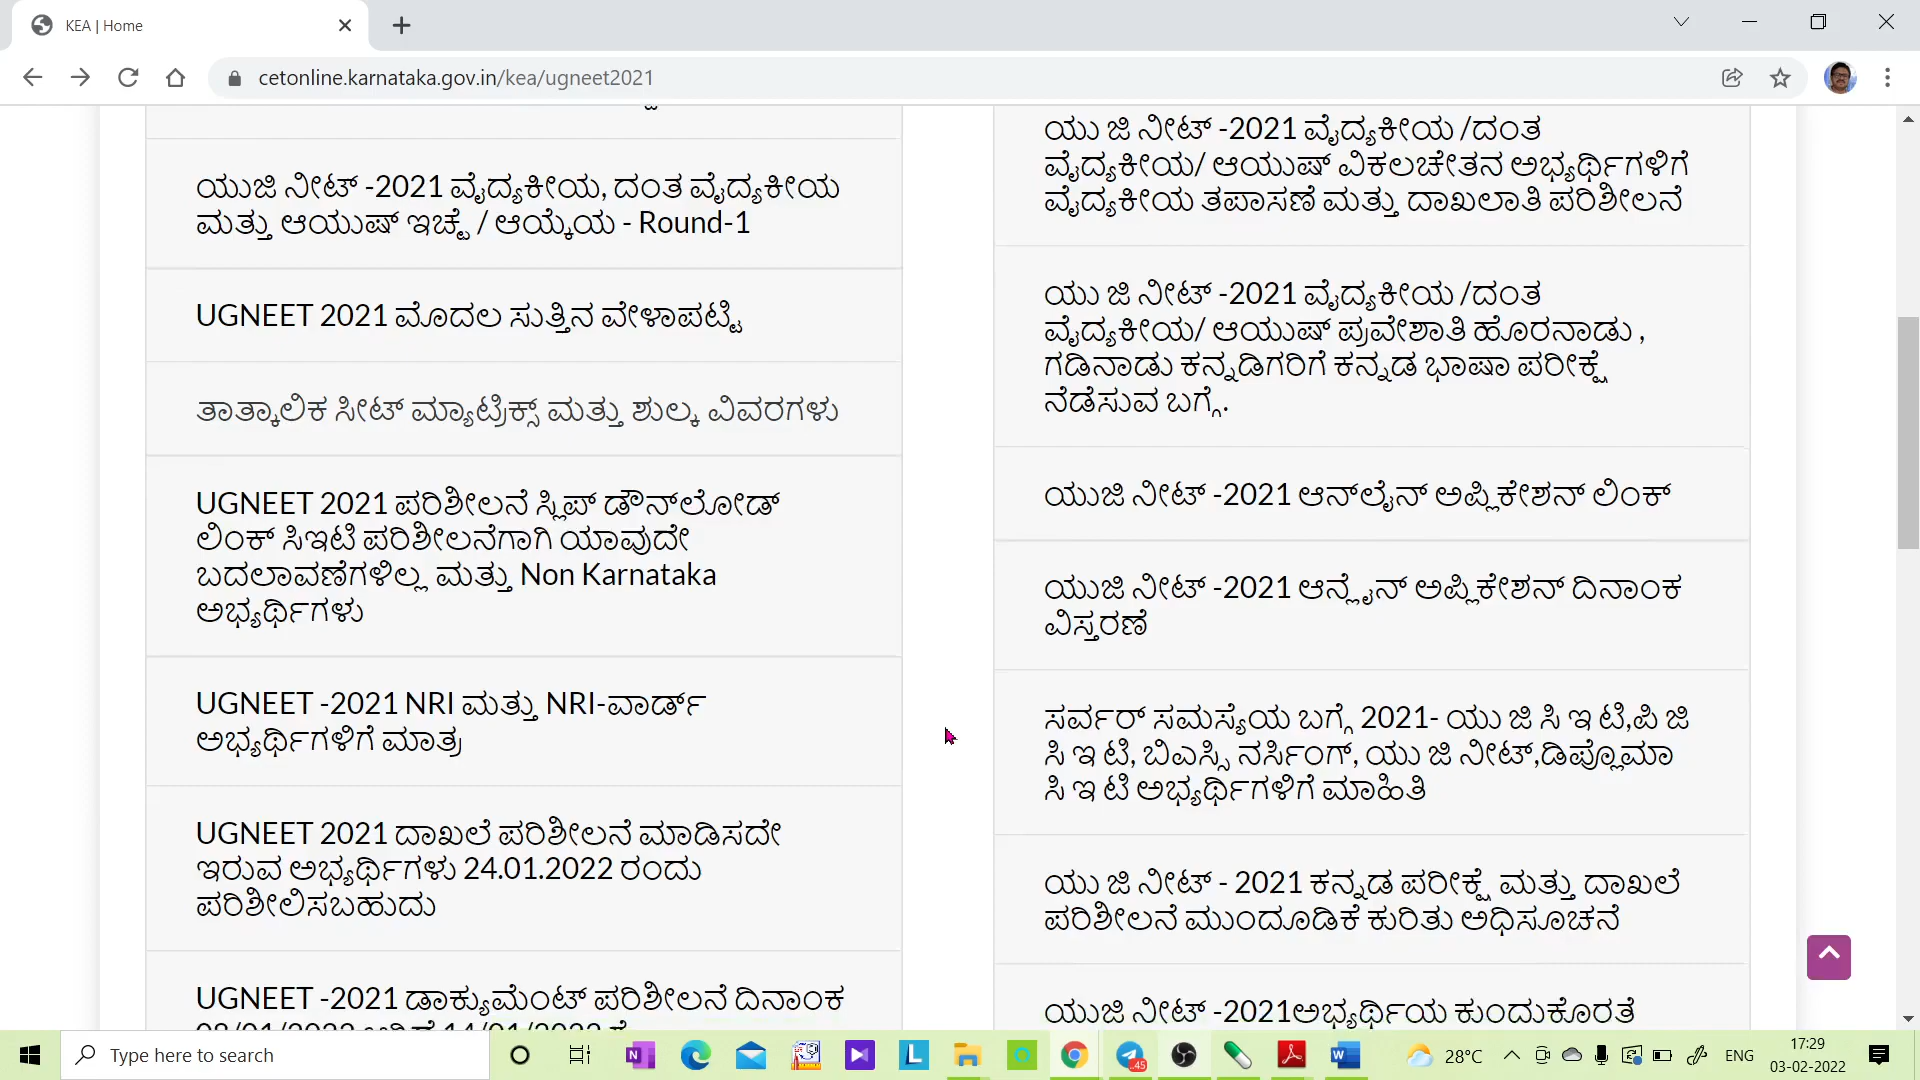 KEA | Home
cetonline.karnataka.gov.in/kea/ugneet2021
ಯುಜಿ ನೀಟ್ -2021 ವೈದ್ಯಕೀಯ, ದಂತ ವೈದ್ಯಕೀಯ
ಮತ್ತು ಆಯುಷ್ ಇಚ್ಛೆ / ಆಯ್ಕೆಯ - Round-1
UGNEET 2021 ಮೊದಲ ಸುತ್ತಿನ ವೇಳಾಪಟ್ಟಿ
ತಾತ್ಕಾಲಿಕ ಸೀಟ್ ಮ್ಯಾಟ್ರಿಕ್ಸ್ ಮತ್ತು ಶುಲ್ಕ ವಿವರಗಳು
UGNEET 2021 ಪರಿಶೀಲನೆ ಸ್ಲಿಪ್ ಡೌನ್‌ಲೋಡ್
ಲಿಂಕ್ ಸಿಇಟಿ ಪರಿಶೀಲನೆಗಾಗಿ ಯಾವುದೇ
ಬದಲಾವಣೆಗಳಿಲ್ಲ ಮತ್ತು Non Karnataka
ಅಭ್ಯರ್ಥಿಗಳು
UGNEET -2021 NRI ಮತ್ತು NRI-ವಾರ್ಡ್
ಅಭ್ಯರ್ಥಿಗಳಿಗೆ ಮಾತ್ರ
UGNEET 2021 ದಾಖಲೆ ಪರಿಶೀಲನೆ ಮಾಡಿಸದೇ
ಇರುವ ಅಭ್ಯರ್ಥಿಗಳು 24.01.2022 ರಂದು
ಪರಿಶೀಲಿಸಬಹುದು
UGNEET -2021 ಡಾಕ್ಯುಮೆಂಟ್ ಪರಿಶೀಲನೆ ದಿನಾಂಕ
ಯು ಜಿ ನೀಟ್ -2021 ವೈದ್ಯಕೀಯ /ದಂತ
ವೈದ್ಯಕೀಯ/ ಆಯುಷ್ ವಿಕಲಚೇತನ ಅಭ್ಯರ್ಥಿಗಳಿಗೆ
ವೈದ್ಯಕೀಯ ತಪಾಸಣೆ ಮತ್ತು ದಾಖಲಾತಿ ಪರಿಶೀಲನೆ
ಯು ಜಿ ನೀಟ್ -2021 ವೈದ್ಯಕೀಯ /ದಂತ
ವೈದ್ಯಕೀಯ/ ಆಯುಷ್ ಪ್ರವೇಶಾತಿ ಹೊರನಾಡು ,
ಗಡಿನಾಡು ಕನ್ನಡಿಗರಿಗೆ ಕನ್ನಡ ಭಾಷಾ ಪರೀಕ್ಷೆ
ನೆಡೆಸುವ ಬಗ್ಗೆ.
ಯುಜಿ ನೀಟ್ -2021 ಆನ್‌ಲೈನ್ ಅಪ್ಲಿಕೇಶನ್ ಲಿಂಕ್
ಯುಜಿ ನೀಟ್ -2021 ಆನ್ಲೈನ್ ಅಪ್ಲಿಕೇಶನ್ ದಿನಾಂಕ
ವಿಸ್ತರಣೆ
ಸರ್ವರ್ ಸಮಸ್ಯೆಯ ಬಗ್ಗೆ 2021- ಯು ಜಿ ಸಿ ಇ ಟಿ,ಪಿ ಜಿ
ಸಿ ಇ ಟಿ, ಬಿಎಸ್ಸಿ ನರ್ಸಿಂಗ್, ಯು ಜಿ ನೀಟ್,ಡಿಪ್ಲೊಮಾ
ಸಿ ಇ ಟಿ ಅಭ್ಯರ್ಥಿಗಳಿಗೆ ಮಾಹಿತಿ
ಯು ಜಿ ನೀಟ್ - 2021 ಕನ್ನಡ ಪರೀಕ್ಷೆ ಮತ್ತು ದಾಖಲೆ
ಪರಿಶೀಲನೆ ಮುಂದೂಡಿಕೆ ಕುರಿತು ಅಧಿಸೂಚನೆ
ಯುಜಿ ನೀಟ್ -2021ಅಭ್ಯರ್ಥಿಯ ಕುಂದುಕೊರತೆ
Type here to search
45
28°C
ENG
17:29
03-02-2022